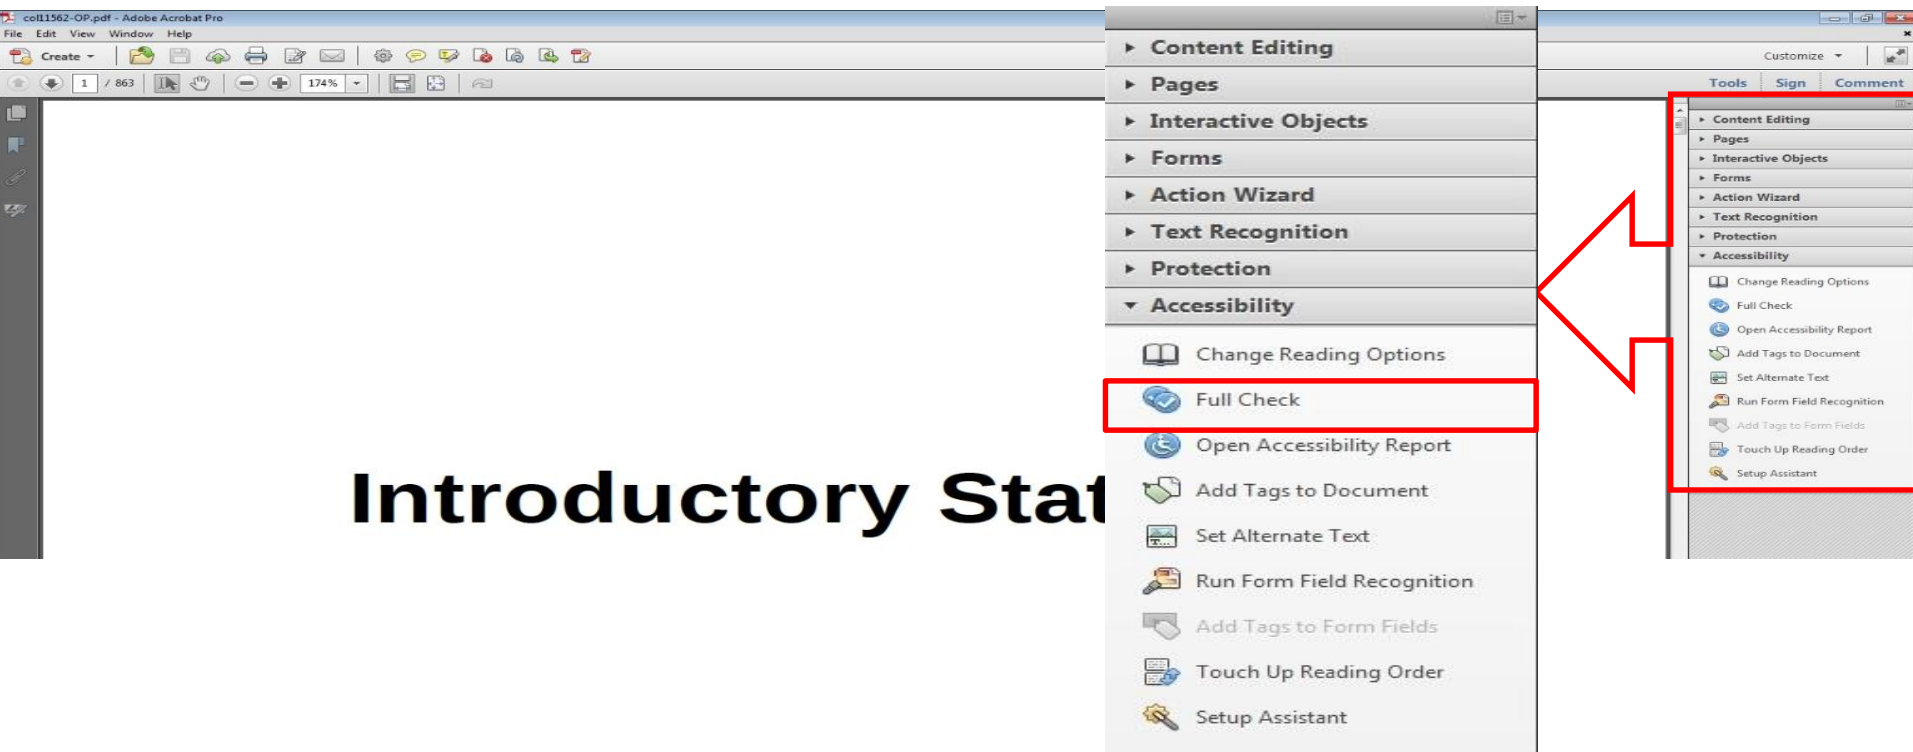 col11562-OP.pdf - Adobe Acrobat Pro
File Edit View Window Help
Create Customize
1 / 863 174% Tools Sign Comment
Introductory Stat
Content Editing
Pages
Interactive Objects
Forms
Action Wizard
Text Recognition
Protection
Accessibility
Change Reading Options
Full Check
Open Accessibility Report
Add Tags to Document
Set Alternate Text
Run Form Field Recognition
Add Tags to Form Fields
Touch Up Reading Order
Setup Assistant
Content Editing
Pages
Interactive Objects
Forms
Action Wizard
Text Recognition
Protection
Accessibility
Change Reading Options
Full Check
Open Accessibility Report
Add Tags to Document
Set Alternate Text
Run Form Field Recognition
Add Tags to Form Fields
Touch Up Reading Order
Setup Assistant